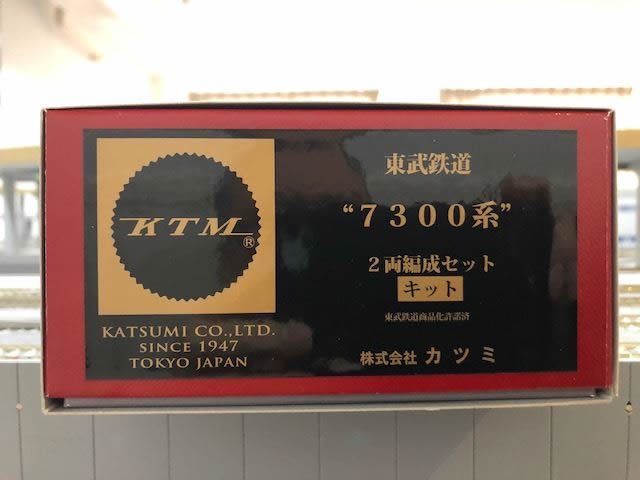 KTM
®
KATSUMI CO.,LTD.
SINCE 1947
TOKYO JAPAN
東武鉄道
“７３００系”
２両編成セット
キット
東武鉄道商品化許諾済
株式会社 カツミ